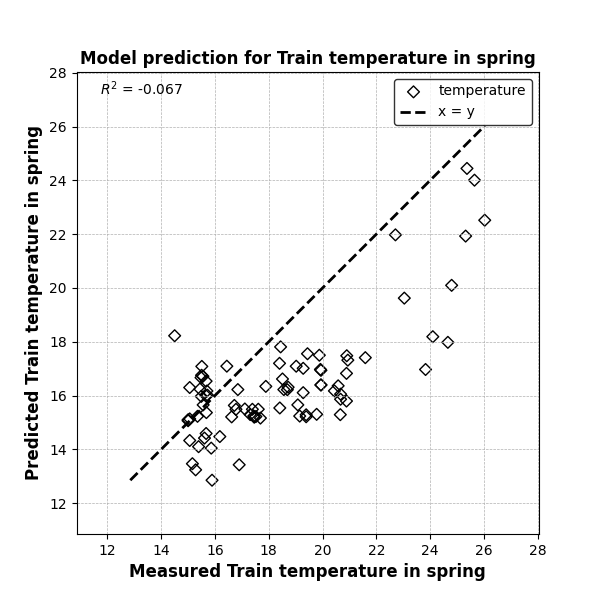 Model prediction for Train temperature in spring
R² = -0.067
temperature
x = y
Predicted Train temperature in spring
28
26
24
22
20
18
16
14
12
12 14 16 18 20 22 24 26 28
Measured Train temperature in spring